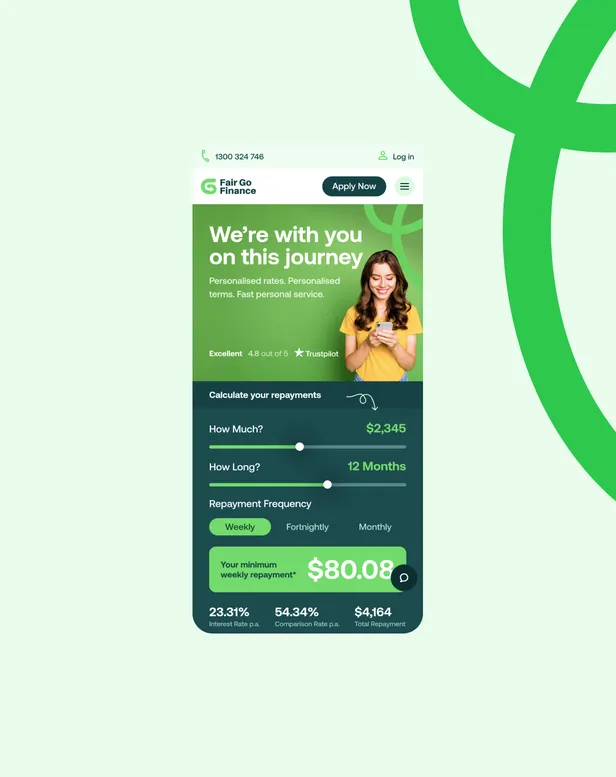 1300 324 746
Log in
Fair Go
Finance
Apply Now
We’re with you
on this journey
Personalised rates. Personalised
terms. Fast personal service.
Excellent 4.8 out of 5 Trustpilot
Calculate your repayments
How Much? $2,345
How Long? 12 Months
Repayment Frequency
Weekly Fortnightly Monthly
Your minimum
weekly repayment*
$80.08
23.31% 54.34% $4,164
Interest Rate p.a. Comparison Rate p.a. Total Repayment